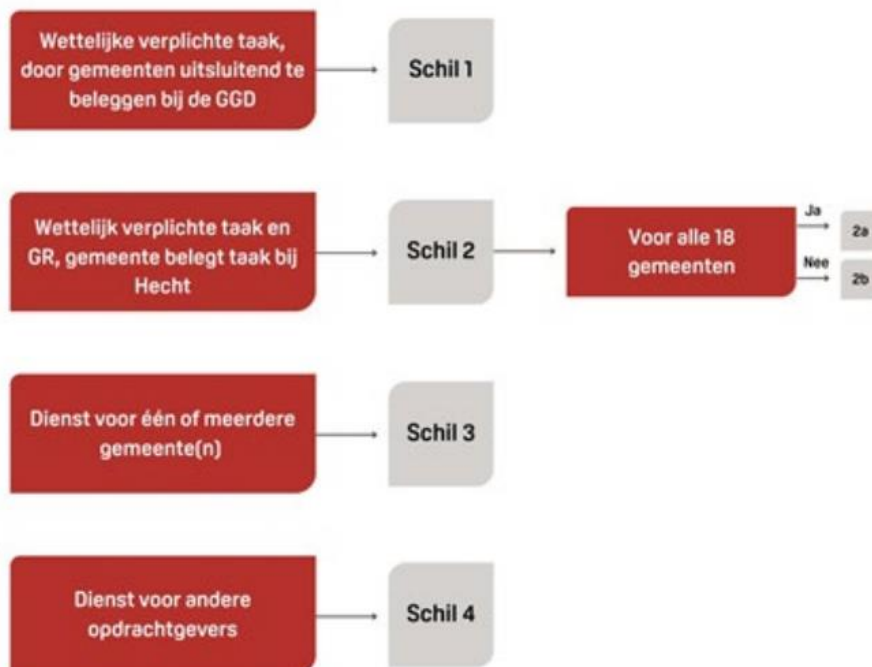 Wettelijke verplichte taak,
door gemeenten uitsluitend te
beleggen bij de GGD
Schil 1
Wettelijk verplichte taak en
GR, gemeente belegt taak bij
Hecht
Schil 2
Voor alle 18
gemeenten
Ja
2a
Nee
2b
Dienst voor één of meerdere
gemeente(n)
Schil 3
Dienst voor andere
opdrachtgevers
Schil 4